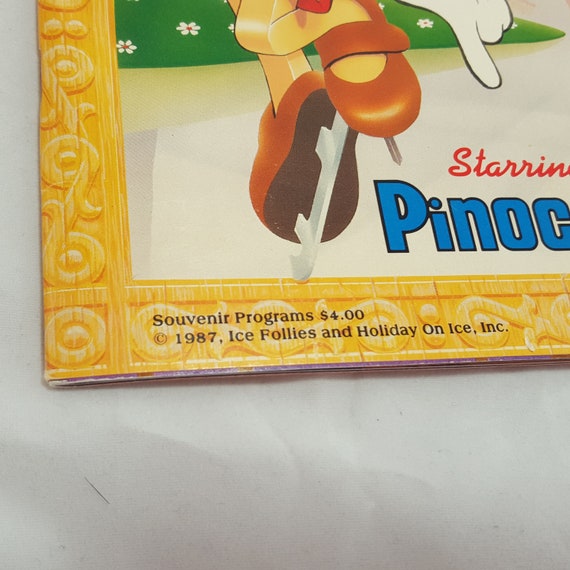 Starrin
Pinoc
Souvenir Programs $4.00
© 1987, Ice Follies and Holiday On Ice, Inc.